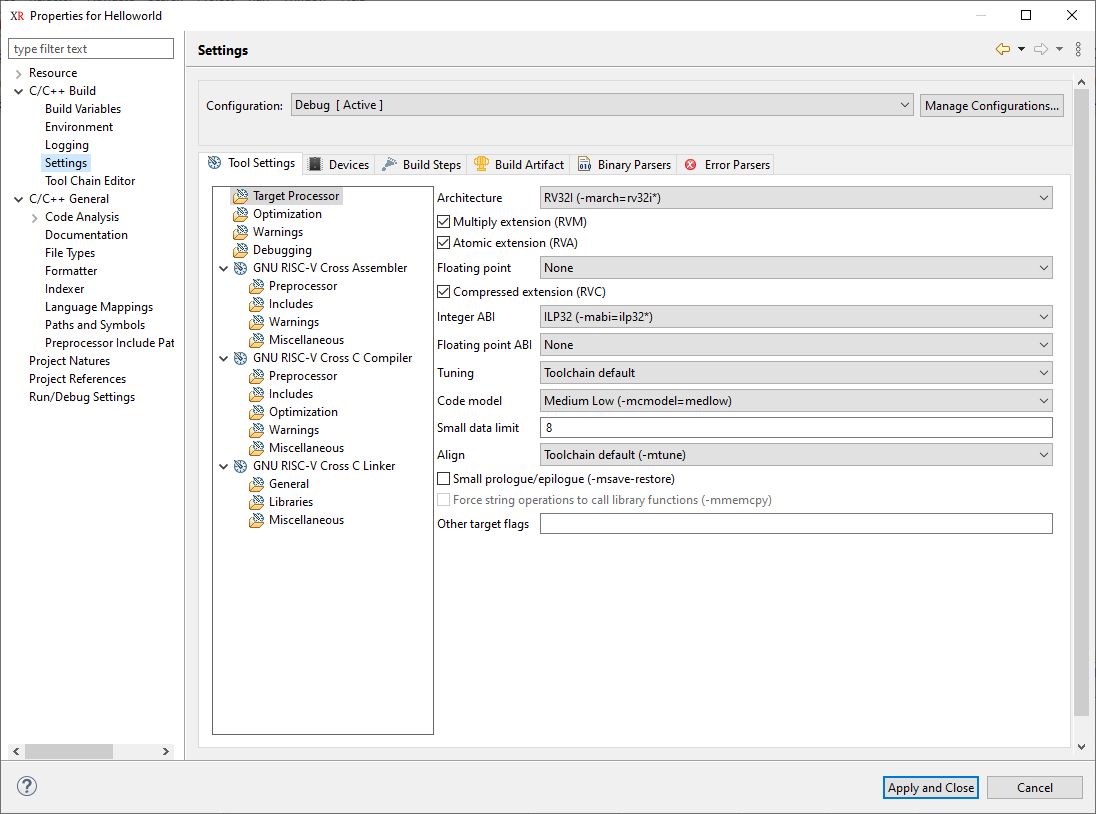 XR Properties for Helloworld
type filter text
Resource
C/C++ Build
Build Variables
Environment
Logging
Settings
Tool Chain Editor
C/C++ General
Code Analysis
Documentation
File Types
Formatter
Indexer
Language Mappings
Paths and Symbols
Preprocessor Include Pat
Project Natures
Project References
Run/Debug Settings
Settings
Configuration: Debug [ Active ] Manage Configurations...
Tool Settings Devices Build Steps Build Artifact Binary Parsers Error Parsers
Target Processor
Optimization
Warnings
Debugging
GNU RISC-V Cross Assembler
Preprocessor
Includes
Warnings
Miscellaneous
GNU RISC-V Cross C Compiler
Preprocessor
Includes
Optimization
Warnings
Miscellaneous
GNU RISC-V Cross C Linker
General
Libraries
Miscellaneous
Architecture RV32I (-march=rv32i*)
Multiply extension (RVM)
Atomic extension (RVA)
Floating point None
Compressed extension (RVC)
Integer ABI ILP32 (-mabi=ilp32*)
Floating point ABI None
Tuning Toolchain default
Code model Medium Low (-mcmodel=medlow)
Small data limit 8
Align Toolchain default (-mtune)
Small prologue/epilogue (-msave-restore)
Force string operations to call library functions (-mmemcpy)
Other target flags
? Apply and Close Cancel